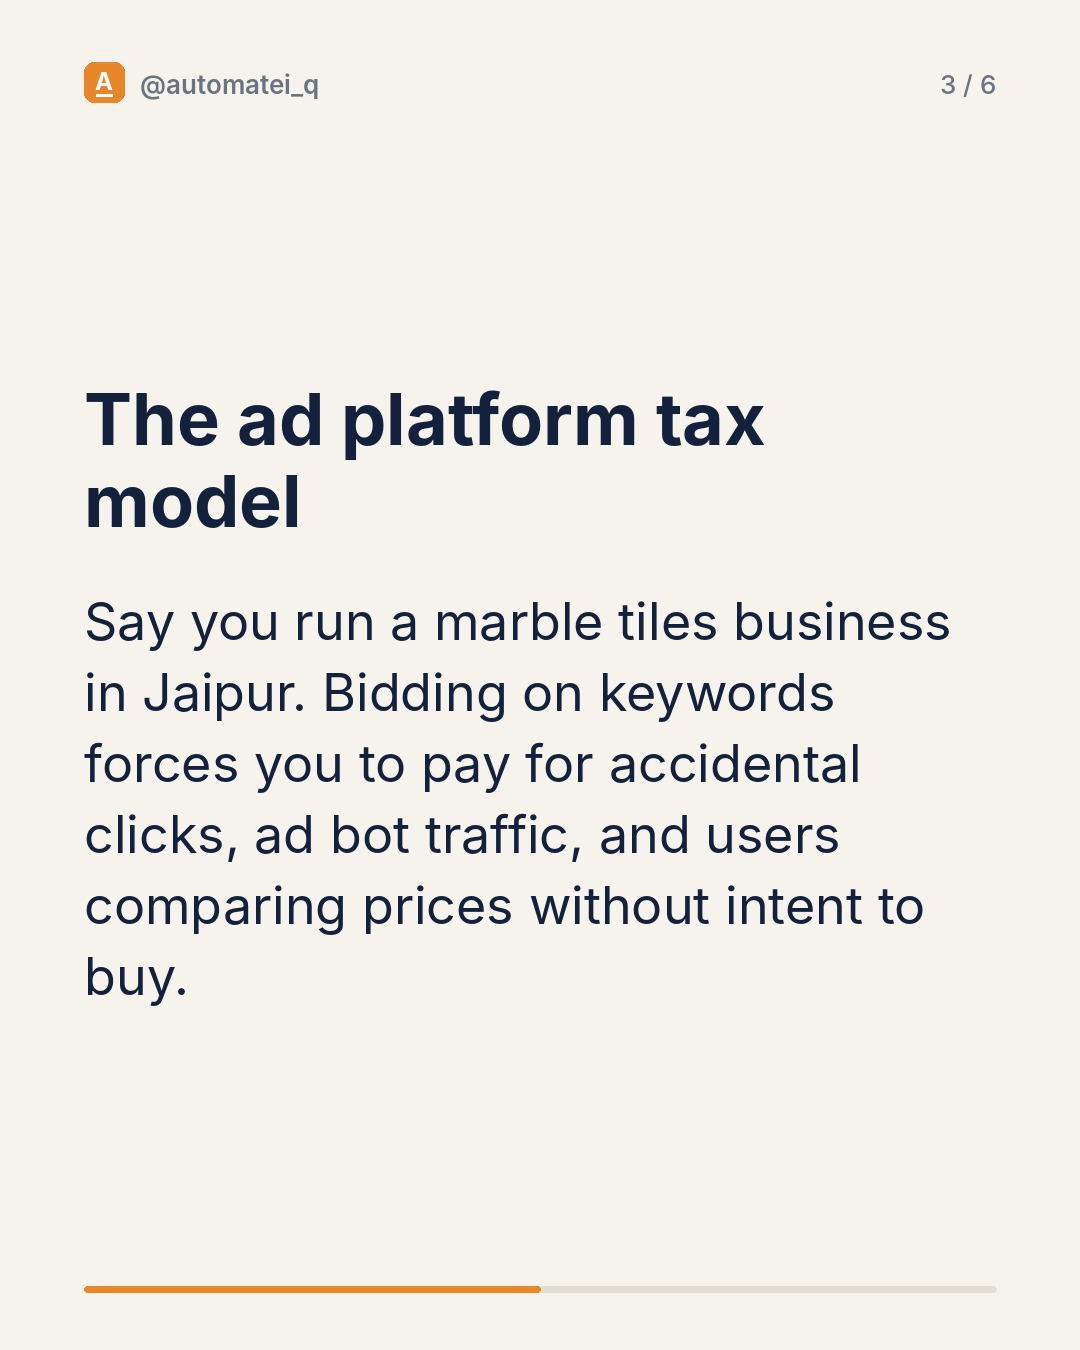 A
@automatei_q
3 / 6
The ad platform tax
model
Say you run a marble tiles business
in Jaipur. Bidding on keywords
forces you to pay for accidental
clicks, ad bot traffic, and users
comparing prices without intent to
buy.